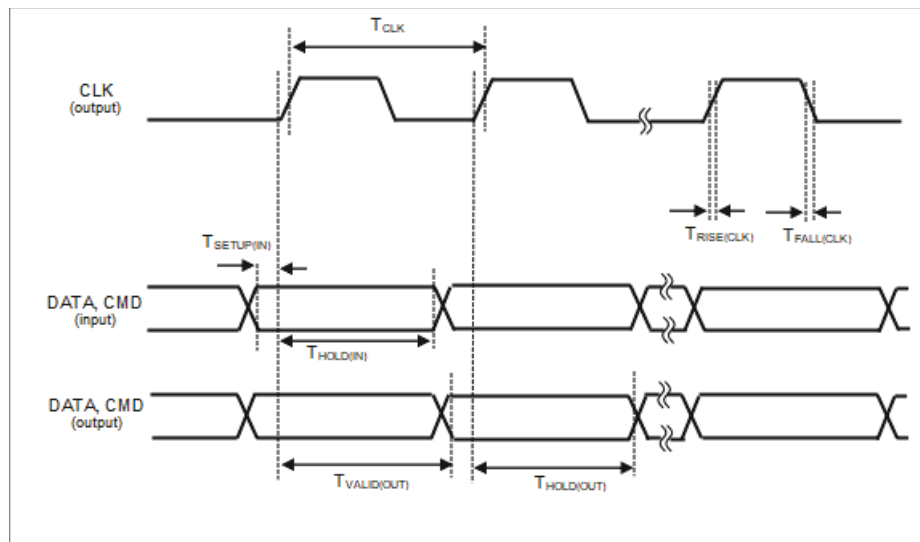 TCLK
CLK
(output)
TRISE(CLK)
TFALL(CLK)
TSETUP(IN)
DATA, CMD
(input)
THOLD(IN)
DATA, CMD
(output)
TVALID(OUT)
THOLD(OUT)